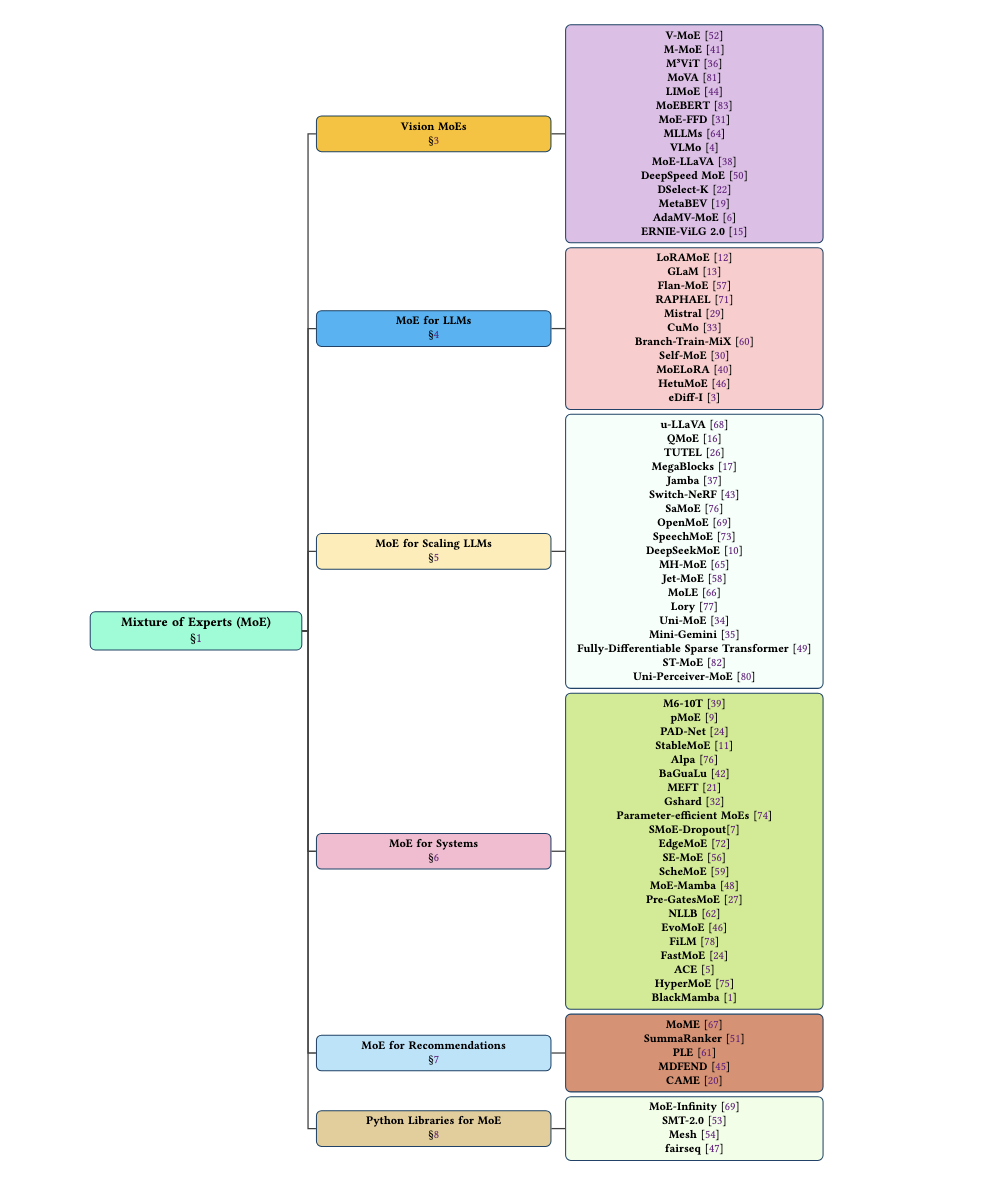 Mixture of Experts (MoE)
§1
Vision MoEs
§3
V-MoE [52]
M-MoE [41]
M³ViT [36]
MoVA [81]
LIMoE [44]
MoEBERT [83]
MoE-FFD [31]
MLLMs [64]
VLMo [4]
MoE-LLaVA [38]
DeepSpeed MoE [50]
DSelect-K [22]
MetaBEV [19]
AdaMV-MoE [6]
ERNIE-ViLG 2.0 [15]
MoE for LLMs
§4
LoRAMoE [12]
GLaM [13]
Flan-MoE [57]
RAPHAEL [71]
Mistral [29]
CuMo [33]
Branch-Train-MiX [60]
Self-MoE [30]
MoELoRA [40]
HetuMoE [46]
eDiff-I [3]
MoE for Scaling LLMs
§5
u-LLaVA [68]
QMoE [16]
TUTEL [26]
MegaBlocks [17]
Jamba [37]
Switch-NeRF [43]
SaMoE [76]
OpenMoE [69]
SpeechMoE [73]
DeepSeekMoE [10]
MH-MoE [65]
Jet-MoE [58]
MoLE [66]
Lory [77]
Uni-MoE [34]
Mini-Gemini [35]
Fully-Differentiable Sparse Transformer [49]
ST-MoE [82]
Uni-Perceiver-MoE [80]
MoE for Systems
§6
M6-10T [39]
pMoE [9]
PAD-Net [24]
StableMoE [11]
Alpa [76]
BaGuaLu [42]
MEFT [21]
Gshard [32]
Parameter-efficient MoEs [74]
SMoE-Dropout[7]
EdgeMoE [72]
SE-MoE [56]
ScheMoE [59]
MoE-Mamba [48]
Pre-GatesMoE [27]
NLLB [62]
EvoMoE [46]
FiLM [78]
FastMoE [24]
ACE [5]
HyperMoE [75]
BlackMamba [1]
MoE for Recommendations
§7
MoME [67]
SummaRanker [51]
PLE [61]
MDFEND [45]
CAME [20]
Python Libraries for MoE
§8
MoE-Infinity [69]
SMT-2.0 [53]
Mesh [54]
fairseq [47]